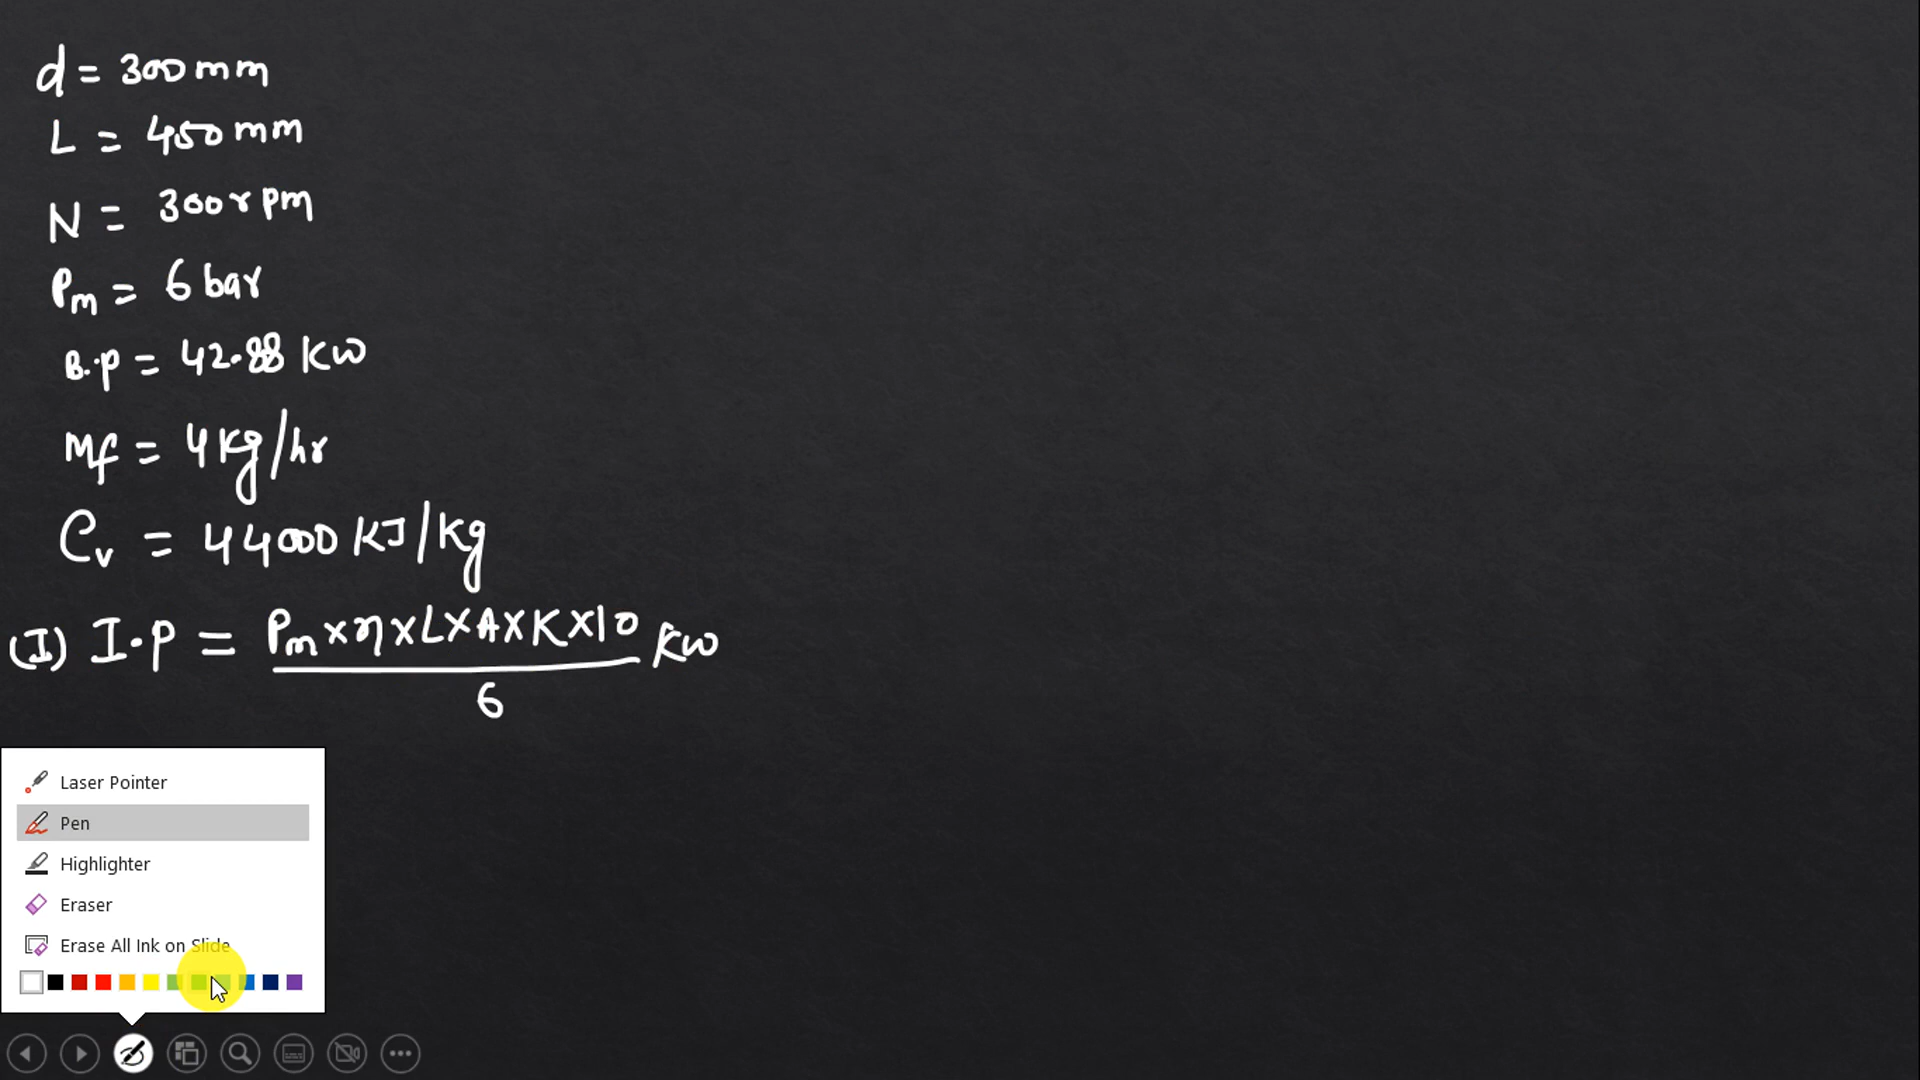 d = 300 mm
L = 450 mm
N = 300 rpm
Pm = 6 bar
B.p = 42.88 KW
Mf = 4 Kg/hr
Cv = 44000 KJ/Kg
(I) I.p = Pm×η×L×A×K×10 KW
6
Laser Pointer
Pen
Highlighter
Eraser
Erase All Ink on Slide